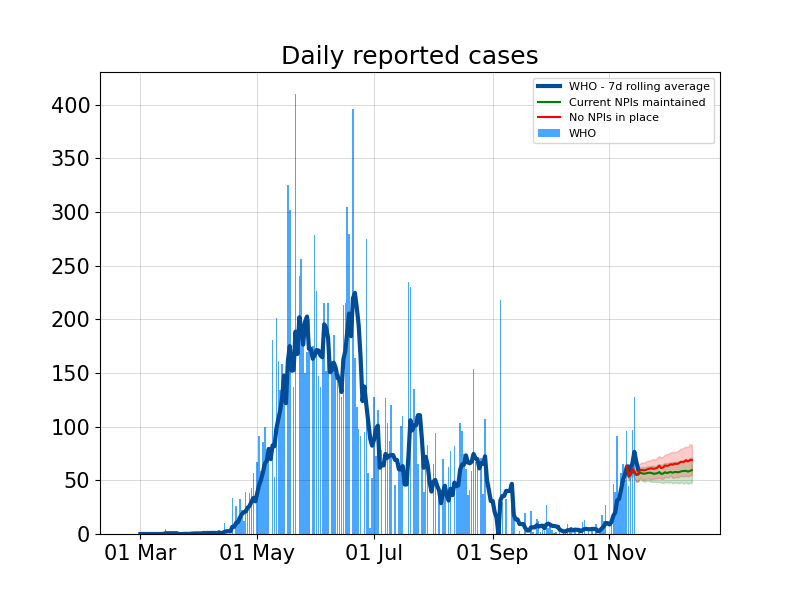 Daily reported cases
WHO - 7d rolling average
Current NPIs maintained
No NPIs in place
WHO
400
350
300
250
200
150
100
50
0
01 Mar 01 May 01 Jul 01 Sep 01 Nov